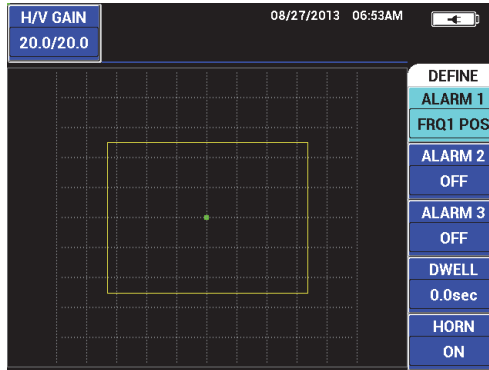 H/V GAIN
20.0/20.0
08/27/2013 06:53AM
DEFINE
ALARM 1
FRQ1 POS
ALARM 2
OFF
ALARM 3
OFF
DWELL
0.0sec
HORN
ON